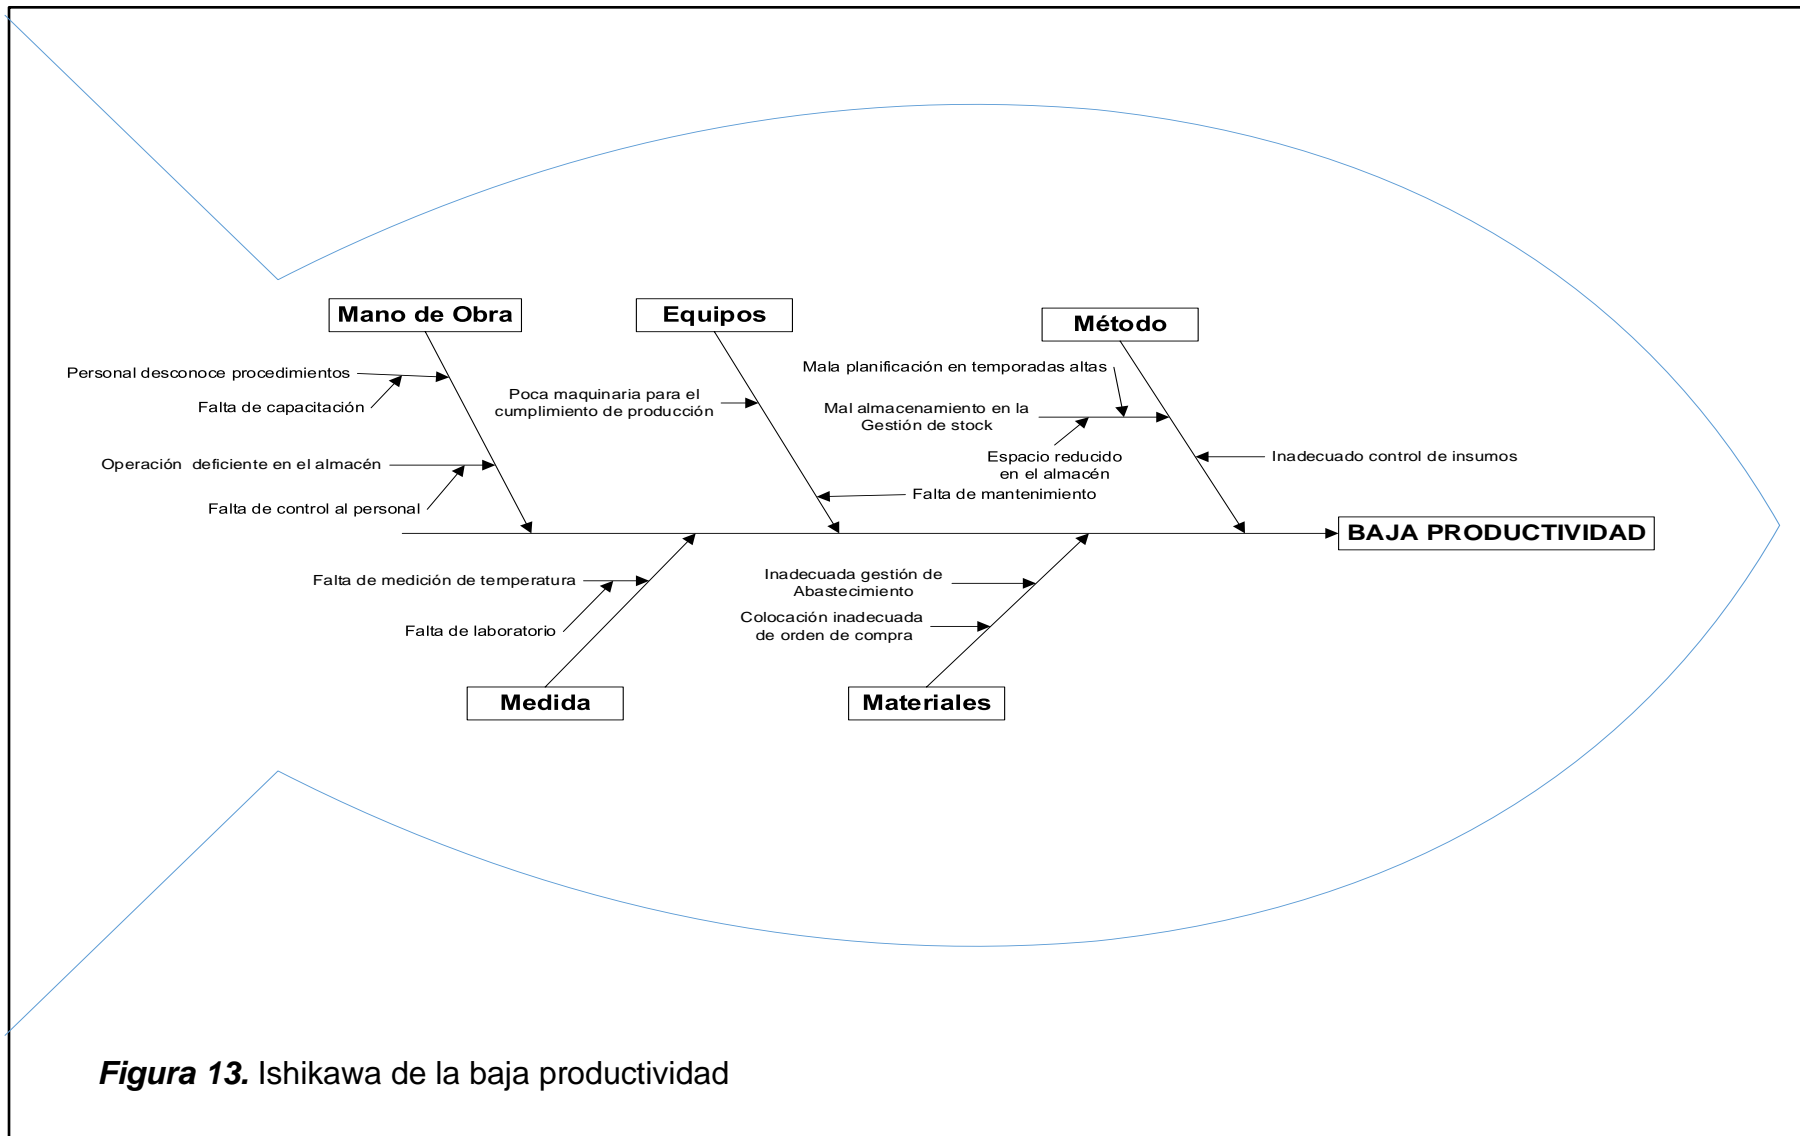 Mano de Obra
Equipos
Método
Personal desconoce procedimientos
Falta de capacitación
Operación deficiente en el almacén
Falta de control al personal
Poca maquinaria para el
cumplimiento de producción
Falta de mantenimiento
Mala planificación en temporadas altas
Mal almacenamiento en la
Gestión de stock
Espacio reducido
en el almacén
Inadecuado control de insumos
BAJA PRODUCTIVIDAD
Falta de medición de temperatura
Falta de laboratorio
Inadecuada gestión de
Abastecimiento
Colocación inadecuada
de orden de compra
Medida
Materiales
Figura 13. Ishikawa de la baja productividad